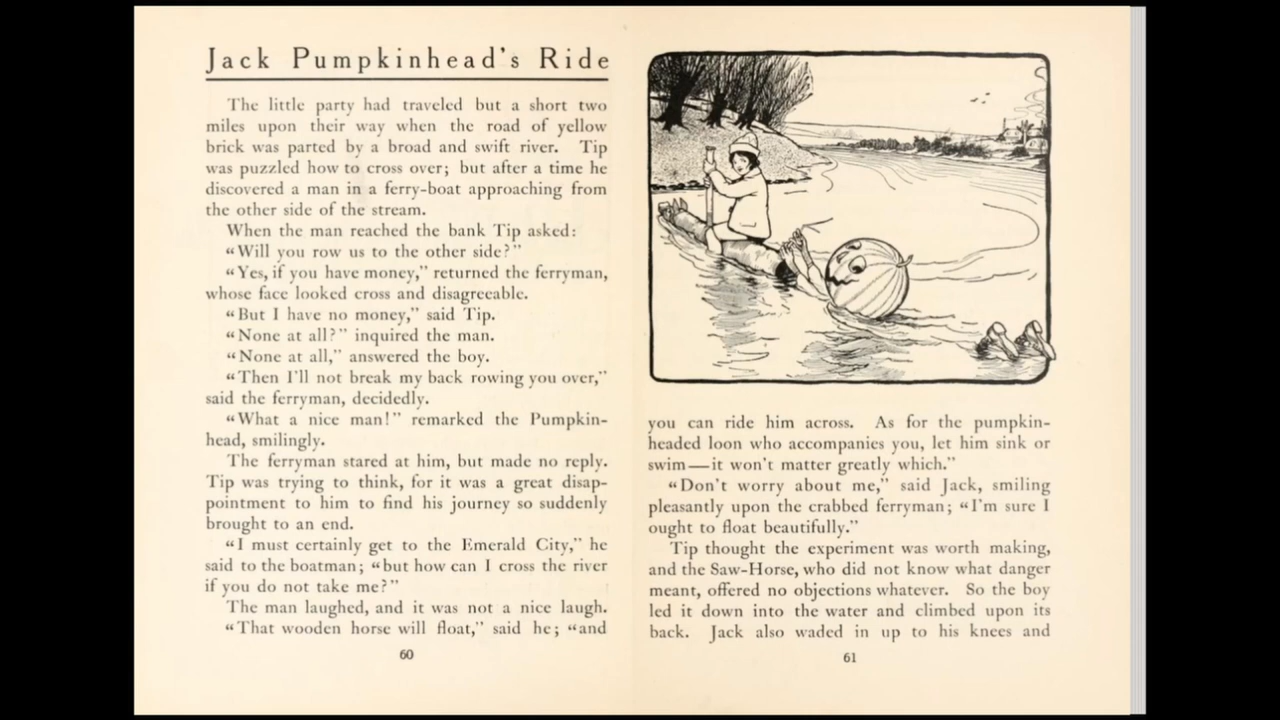 Jack Pumpkinhead's Ride
The little party had traveled but a short two
miles upon their way when the road of yellow
brick was parted by a broad and swift river. Tip
was puzzled how to cross over; but after a time he
discovered a man in a ferry-boat approaching from
the other side of the stream.
When the man reached the bank Tip asked:
"Will you row us to the other side?"
"Yes, if you have money," returned the ferryman,
whose face looked cross and disagreeable.
"But I have no money," said Tip.
"None at all?" inquired the man.
"None at all," answered the boy.
"Then I'll not break my back rowing you over,"
said the ferryman, decidedly.
"What a nice man!" remarked the Pumpkin-
head, smilingly.
The ferryman stared at him, but made no reply.
Tip was trying to think, for it was a great disap-
pointment to him to find his journey so suddenly
brought to an end.
"I must certainly get to the Emerald City," he
said to the boatman; "but how can I cross the river
if you do not take me?"
The man laughed, and it was not a nice laugh.
"That wooden horse will float," said he; "and
60
you can ride him across. As for the pumpkin-
headed loon who accompanies you, let him sink or
swim—it won't matter greatly which."
"Don't worry about me," said Jack, smiling
pleasantly upon the crabbed ferryman; "I'm sure I
ought to float beautifully."
Tip thought the experiment was worth making,
and the Saw-Horse, who did not know what danger
meant, offered no objections whatever. So the boy
led it down into the water and climbed upon its
back. Jack also waded in up to his knees and
61